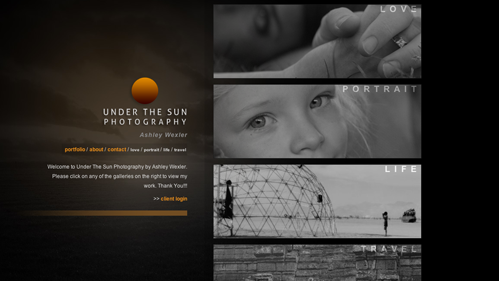 LOVE
PORTRAIT
UNDER THE SUN
PHOTOGRAPHY
Ashley Wexler
portfolio / about / contact / love / portrait / life / travel
Welcome to Under The Sun Photography by Ashley Wexler.
Please click on any of the galleries on the right to view my
work. Thank You!!!
>> client login
LIFE
TRAVEL